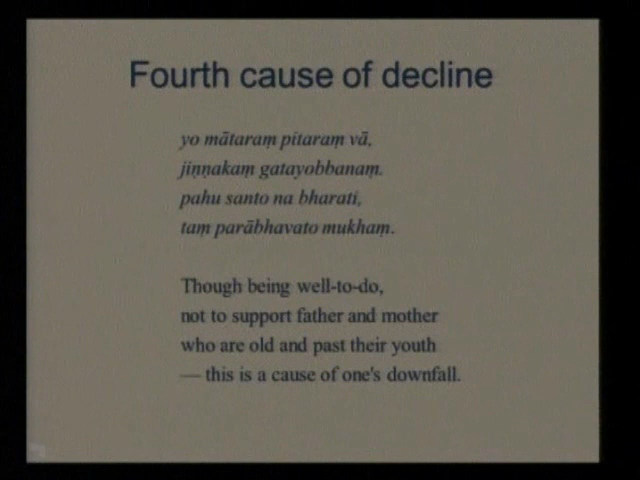 Fourth cause of decline
yo mātaraṃ pitaraṃ vā,
jiṇṇakaṃ gatayobbanaṃ.
pahu santo na bharati,
taṃ parābhavato mukhaṃ.
Though being well-to-do,
not to support father and mother
who are old and past their youth
— this is a cause of one's downfall.